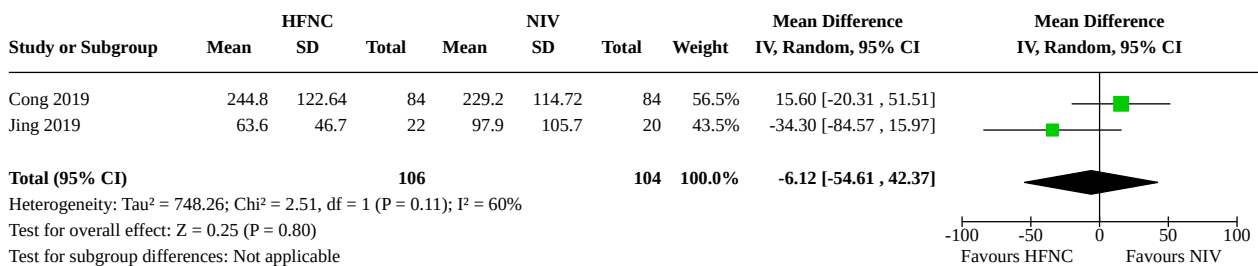 HFNC NIV Mean Difference Mean Difference
Study or Subgroup Mean SD Total Mean SD Total Weight IV, Random, 95% CI IV, Random, 95% CI
Cong 2019 244.8 122.64 84 229.2 114.72 84 56.5% 15.60 [-20.31 , 51.51]
Jing 2019 63.6 46.7 22 97.9 105.7 20 43.5% -34.30 [-84.57 , 15.97]
Total (95% CI) 106 104 100.0% -6.12 [-54.61 , 42.37]
Heterogeneity: Tau² = 748.26; Chi² = 2.51, df = 1 (P = 0.11); I² = 60%
Test for overall effect: Z = 0.25 (P = 0.80)
-100 -50 0 50 100
Test for subgroup differences: Not applicable
Favours HFNC Favours NIV